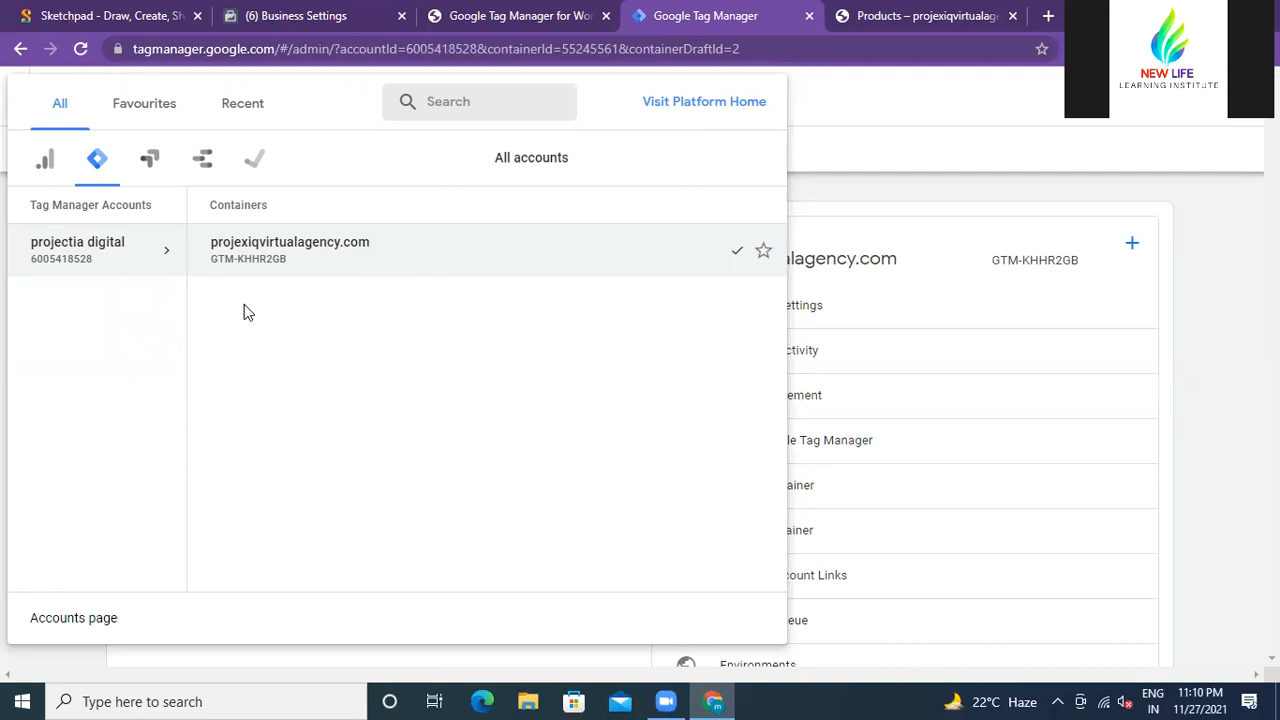 Sketchpad - Draw, Create, Sh
(6) Business Settings
Google Tag Manager for Wo
Google Tag Manager
Products – projexiqvirtualage
tagmanager.google.com/#/admin/?accountId=6005418528&containerId=55245561&containerDraftId=2
NEW LIFE
LEARNING INSTITUTE
All
Favourites
Recent
Search
Visit Platform Home
All accounts
Tag Manager Accounts
Containers
projectia digital
6005418528
projexiqvirtualagency.com
GTM-KHHR2GB
alagency.com
GTM-KHHR2GB
ettings
ctivity
ement
le Tag Manager
ainer
ainer
count Links
eue
Environments
Accounts page
Type here to search
22°C Haze
ENG
IN
11:10 PM
11/27/2021